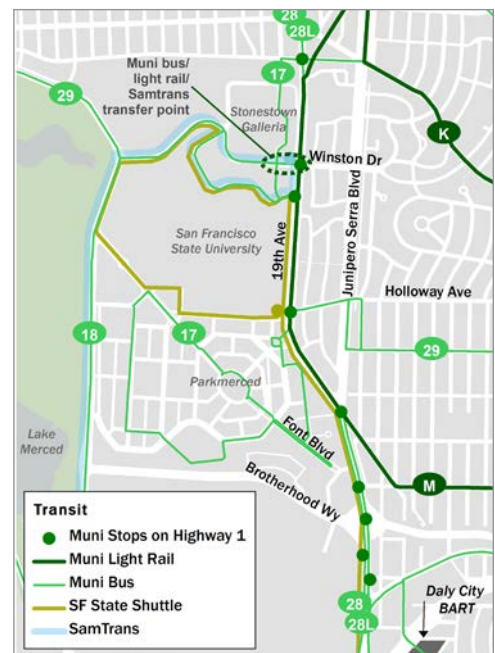 28
28L
Muni bus/
light rail/
Samtrans
transfer point
17
29
Stonestown
Galleria
K
Winston Dr
San Francisco
State University
19th Ave
Junipero Serra Blvd
Holloway Ave
18
17
29
Parkmerced
Font Blvd
Lake
Merced
Brotherhood Wy
M
Transit
Muni Stops on Highway 1
Muni Light Rail
Muni Bus
SF State Shuttle
SamTrans
28
28L
Daly City
BART